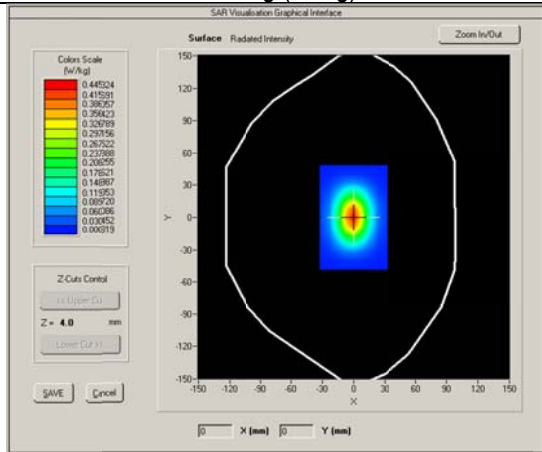 SAR Visualisation Graphical Interface
Surface Radiated Intensity
Zoom In/Out
Colors Scale
(W/kg)
0.445324
0.415391
0.386357
0.356423
0.326789
0.297156
0.267522
0.237888
0.208255
0.178621
0.148987
0.119353
0.089720
0.060086
0.030452
0.000819
150
120
90
60
30
0
-30
-60
-90
-120
-150
Y
-150 -120 -90 -60 -30 0 30 60 90 120 150
X
Z-Cuts Control
Z = 4.0 mm
SAVE Cancel
0 X (mm) 0 Y (mm)